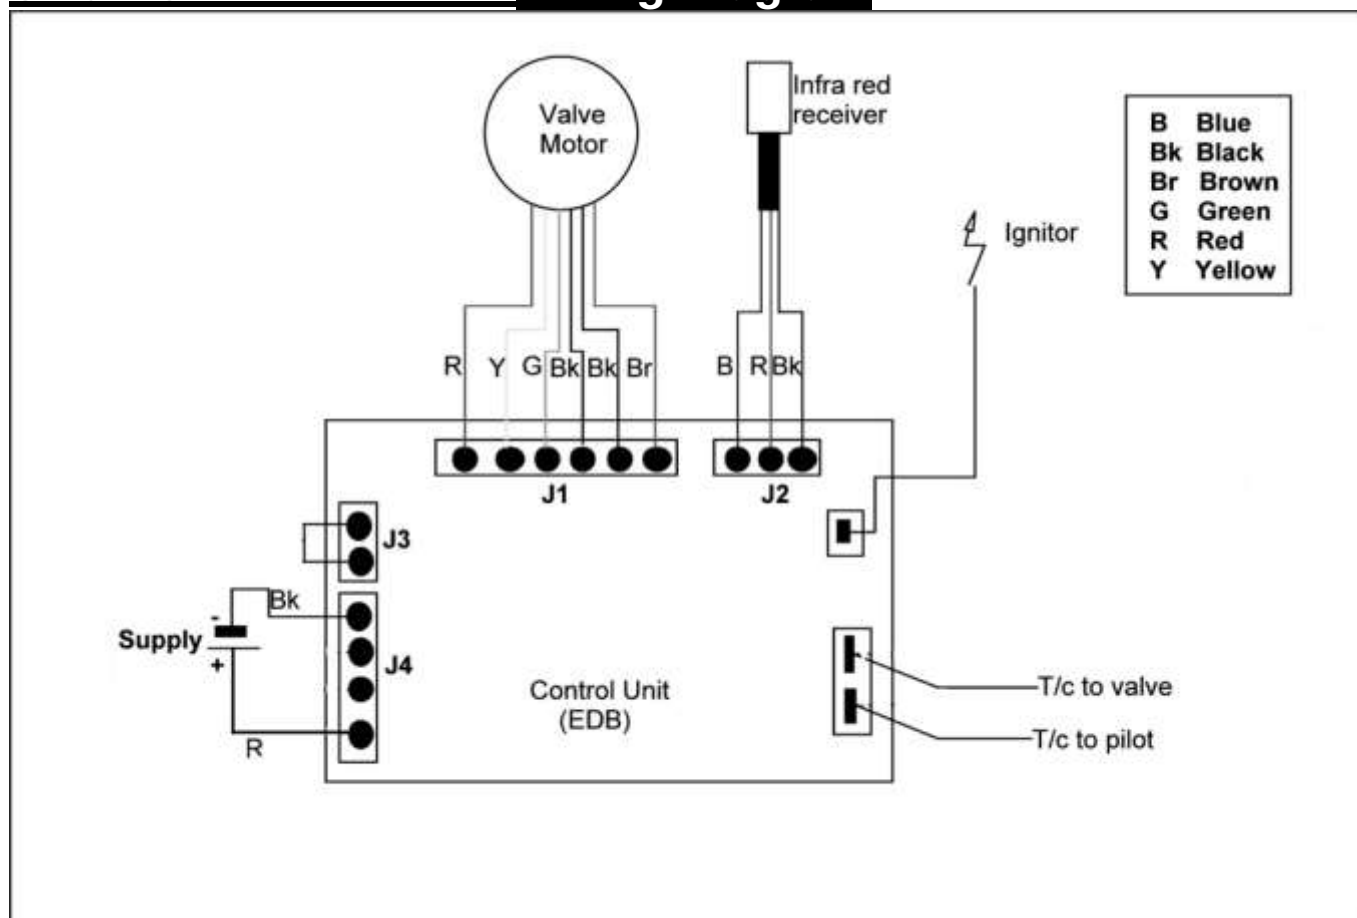 Valve
Motor
Infra red
receiver
B Blue
Bk Black
Br Brown
G Green
R Red
Y Yellow
Ignitor
R Y G Bk Bk Br
B R Bk
J1
J2
J3
Bk
-
Supply
+
J4
R
Control Unit
(EDB)
T/c to valve
T/c to pilot